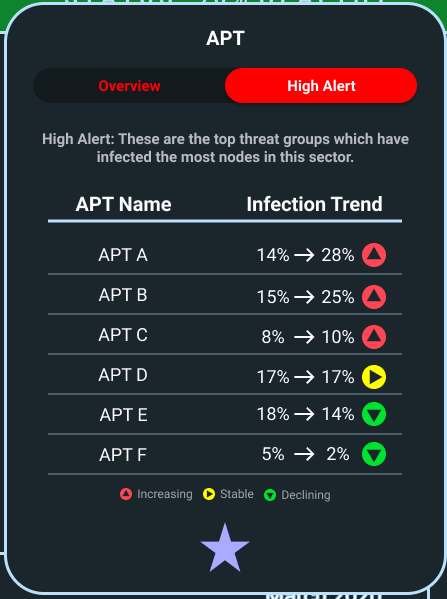 APT
Overview High Alert
High Alert: These are the top threat groups which have
infected the most nodes in this sector.
APT Name Infection Trend
APT A 14% → 28%
APT B 15% → 25%
APT C 8% → 10%
APT D 17% → 17%
APT E 18% → 14%
APT F 5% → 2%
Increasing Stable Declining
March 2020